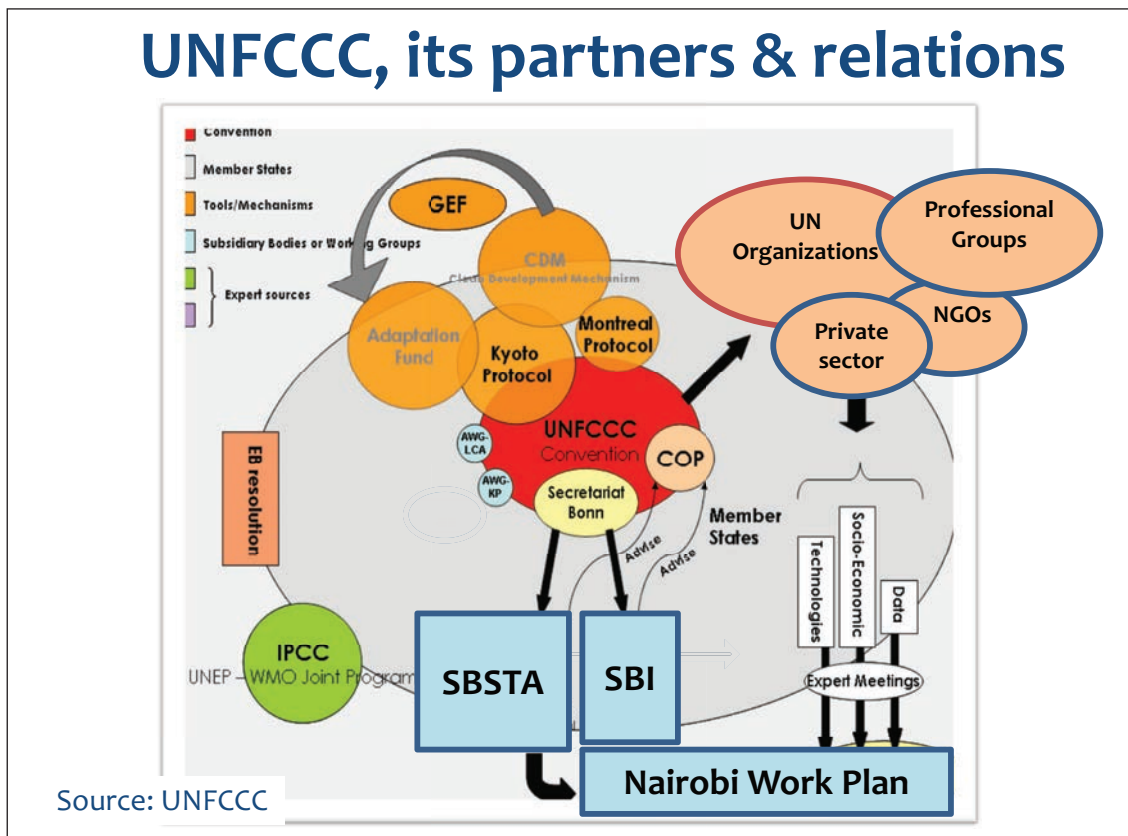 UNFCCC, its partners & relations
Convention
Member States
Tools/Mechanisms
Subsidiary Bodies or Working Groups
Expert sources
GEF
CDM
Clean Development Mechanism
Adaptation
Fund
Kyoto
Protocol
Montreal
Protocol
UN
Organizations
Professional
Groups
NGOs
Private
sector
UNFCCC
Convention
COP
AWG-
LCA
AWG-
KP
Secretariat
Bonn
EB resolution
Member
States
Advise
Advise
Technologies
Socio-Economic
Data
Expert Meetings
IPCC
UNEP – WMO Joint Program
SBSTA
SBI
Nairobi Work Plan
Source: UNFCCC